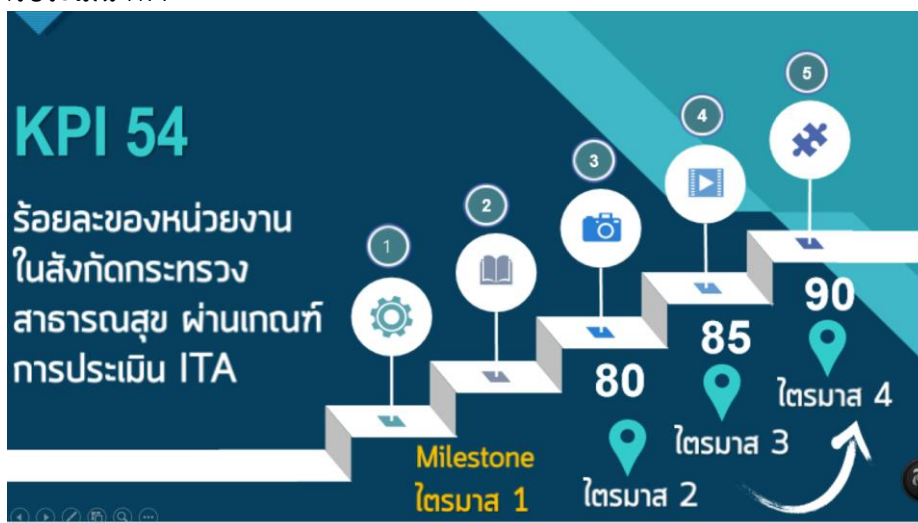 KPI 54
ร้อยละของหน่วยงาน
ในสังกัดกระทรวง
สาธารณสุข ผ่านเกณฑ์
การประเมิน ITA
1
2
3
4
5
Milestone
ไตรมาส 1
80
ไตรมาส 2
85
ไตรมาส 3
90
ไตรมาส 4